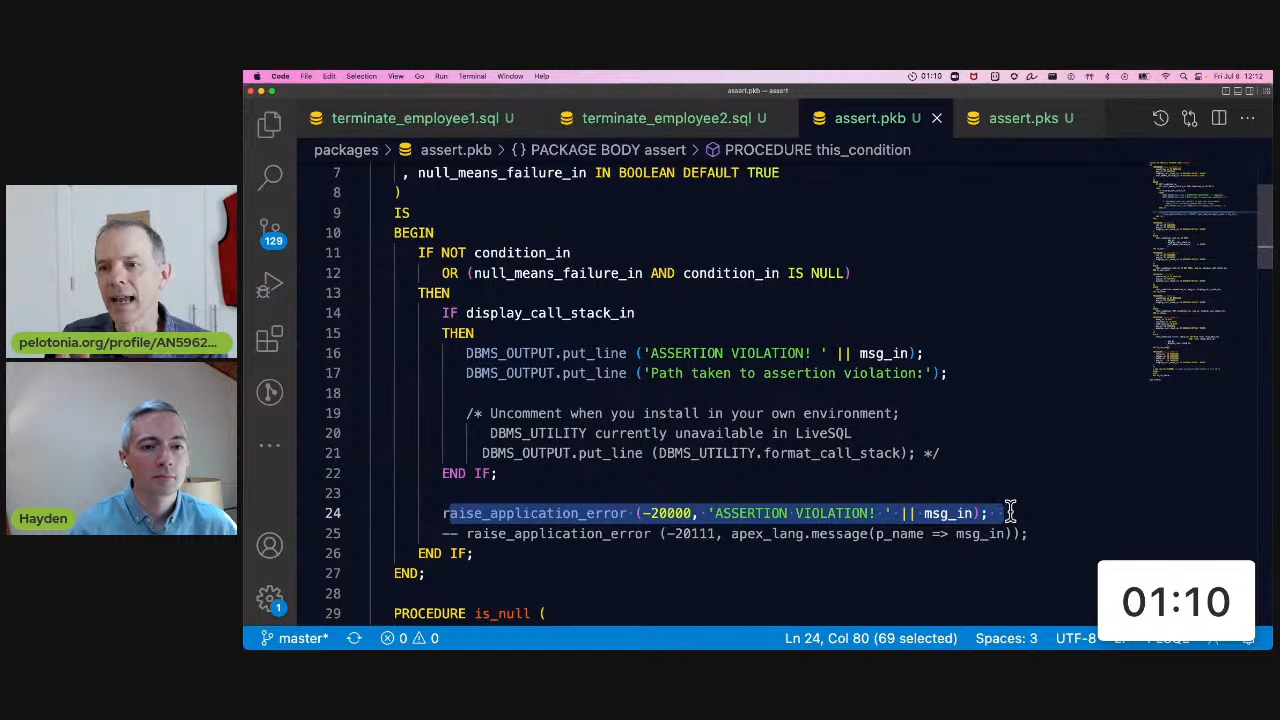 Code File Edit Selection View Go Run Terminal Window Help 01:10 Fri Jul 8 12:12
assert.pkb — assert
terminate_employee1.sql U terminate_employee2.sql U assert.pkb U assert.pks U
packages > assert.pkb > {} PACKAGE BODY assert > PROCEDURE this_condition
7 , null_means_failure_in IN BOOLEAN DEFAULT TRUE
8 )
9 IS
10 BEGIN
11 IF NOT condition_in
12 OR (null_means_failure_in AND condition_in IS NULL)
13 THEN
14 IF display_call_stack_in
15 THEN
16 DBMS_OUTPUT.put_line ('ASSERTION VIOLATION! ' || msg_in);
17 DBMS_OUTPUT.put_line ('Path taken to assertion violation:');
18
19 /* Uncomment when you install in your own environment;
20 DBMS_UTILITY currently unavailable in LiveSQL
21 DBMS_OUTPUT.put_line (DBMS_UTILITY.format_call_stack); */
22 END IF;
23
24 raise_application_error (-20000, 'ASSERTION VIOLATION! ' || msg_in);
25 -- raise_application_error (-20111, apex_lang.message(p_name => msg_in));
26 END IF;
27 END;
28
29 PROCEDURE is_null (
129
1
pelotonia.org/profile/AN5962...
Hayden
01:10
master* 0 0 Ln 24, Col 80 (69 selected) Spaces: 3 UTF-8